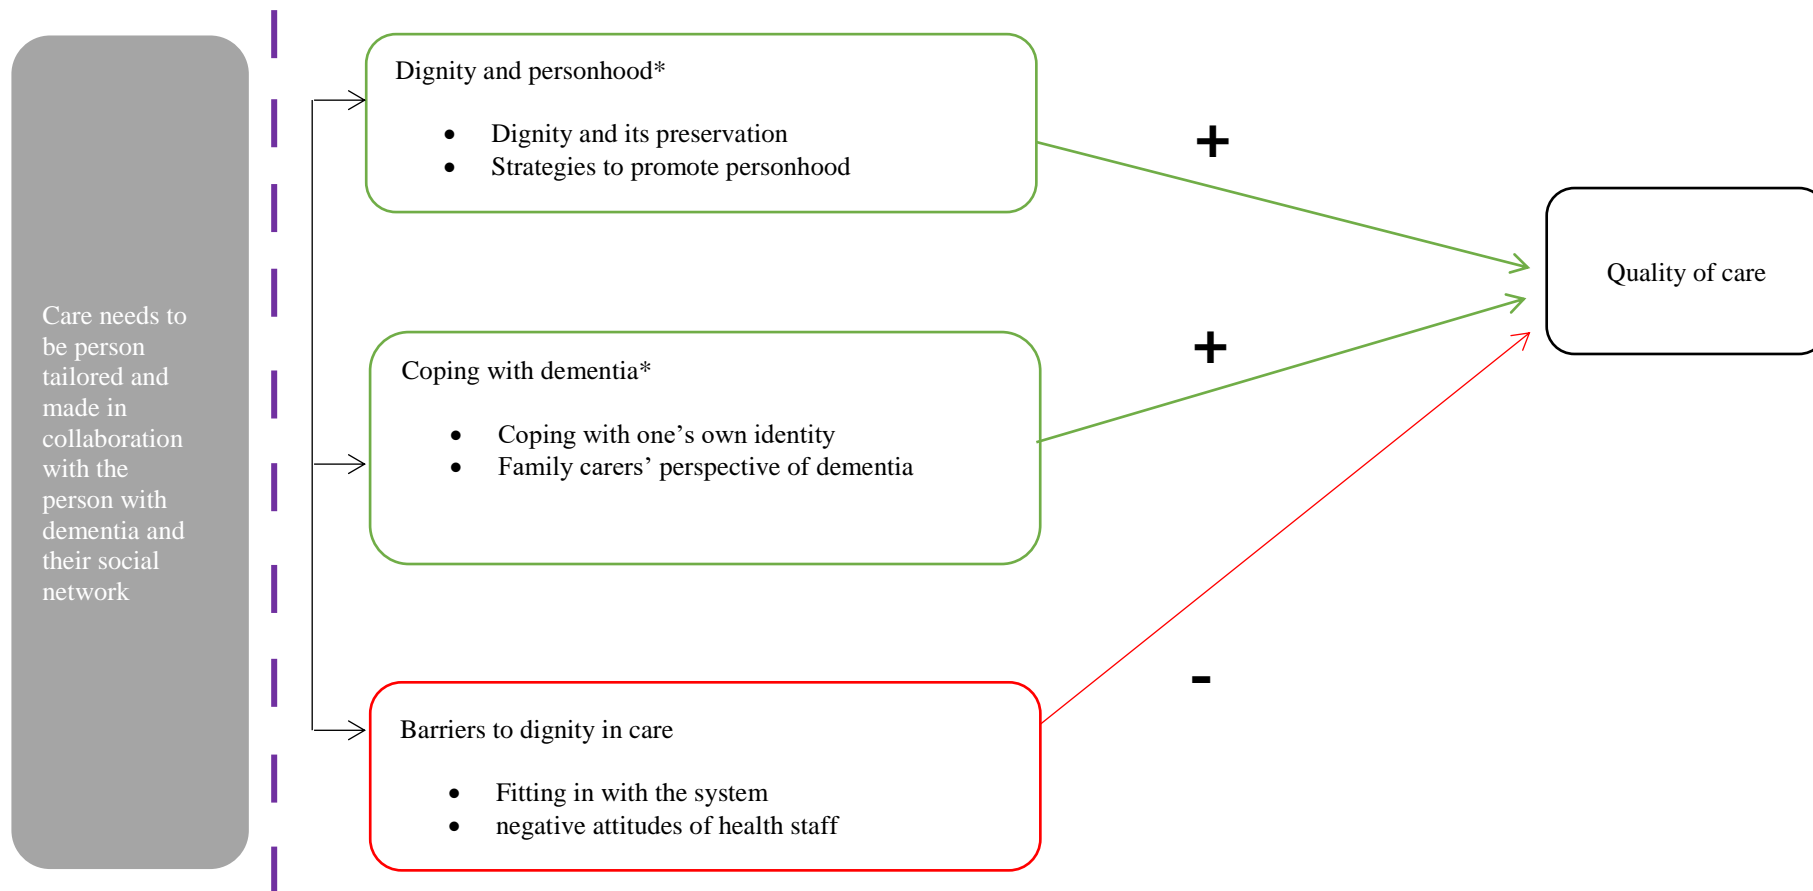 Care needs to
be person
tailored and
made in
collaboration
with the
person with
dementia and
their social
network
Dignity and personhood*
• Dignity and its preservation
• Strategies to promote personhood
Coping with dementia*
• Coping with one’s own identity
• Family carers’ perspective of dementia
Barriers to dignity in care
• Fitting in with the system
• negative attitudes of health staff
+
+
-
Quality of care